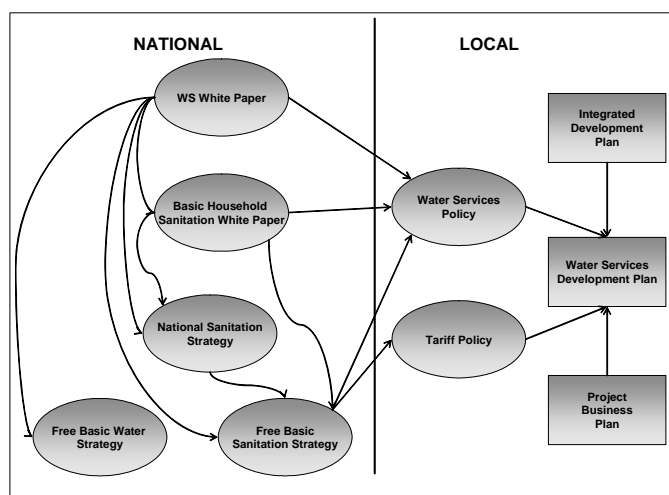 NATIONAL
LOCAL
WS White Paper
Integrated
Development
Plan
Basic Household
Sanitation White Paper
Water Services
Policy
Water Services
Development Plan
National Sanitation
Strategy
Tariff Policy
Free Basic Water
Strategy
Free Basic
Sanitation Strategy
Project
Business
Plan